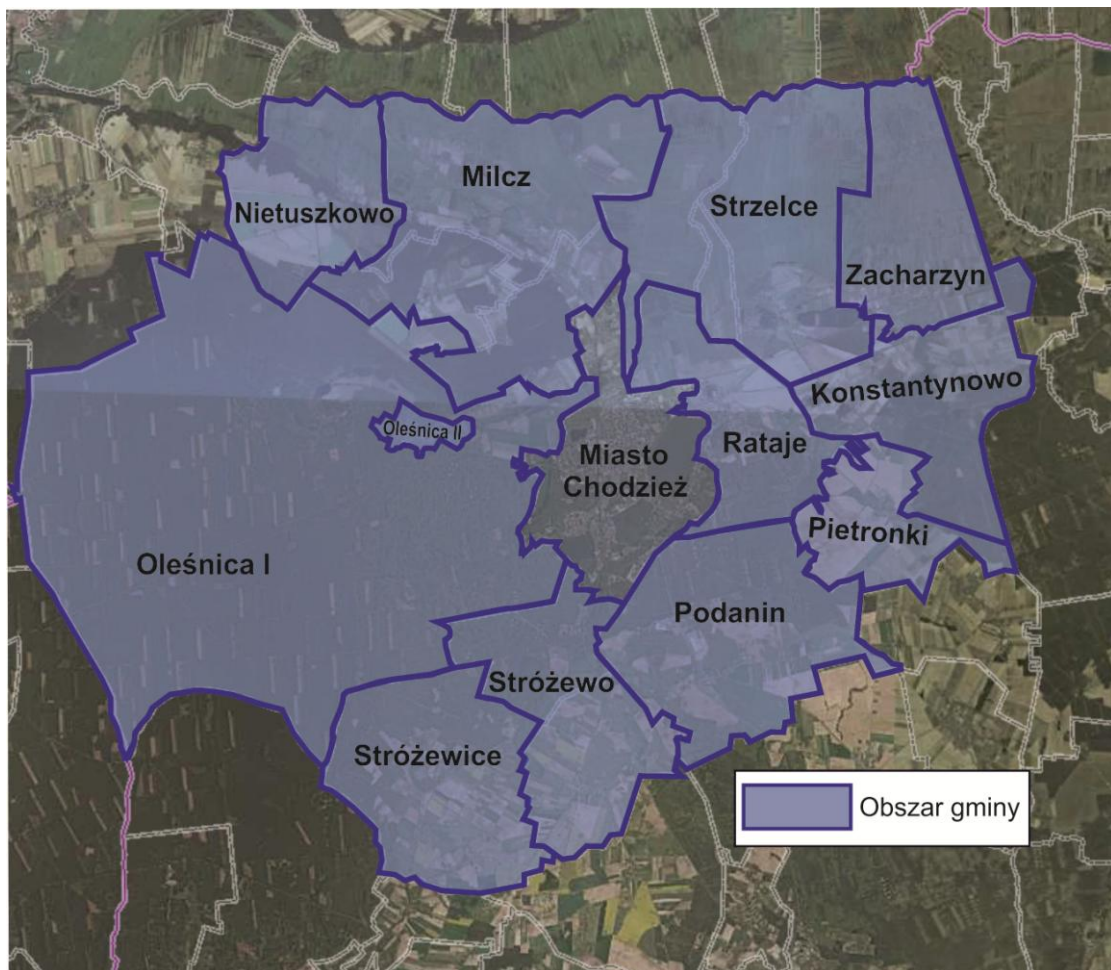 Milcz
Nietuszkowo
Strzelce
Zacharzyn
Konstantynowo
Oleśnica II
Rataje
Miasto
Chodzież
Pietronki
Oleśnica I
Podanin
Stróżewo
Stróżewice
Obszar gminy